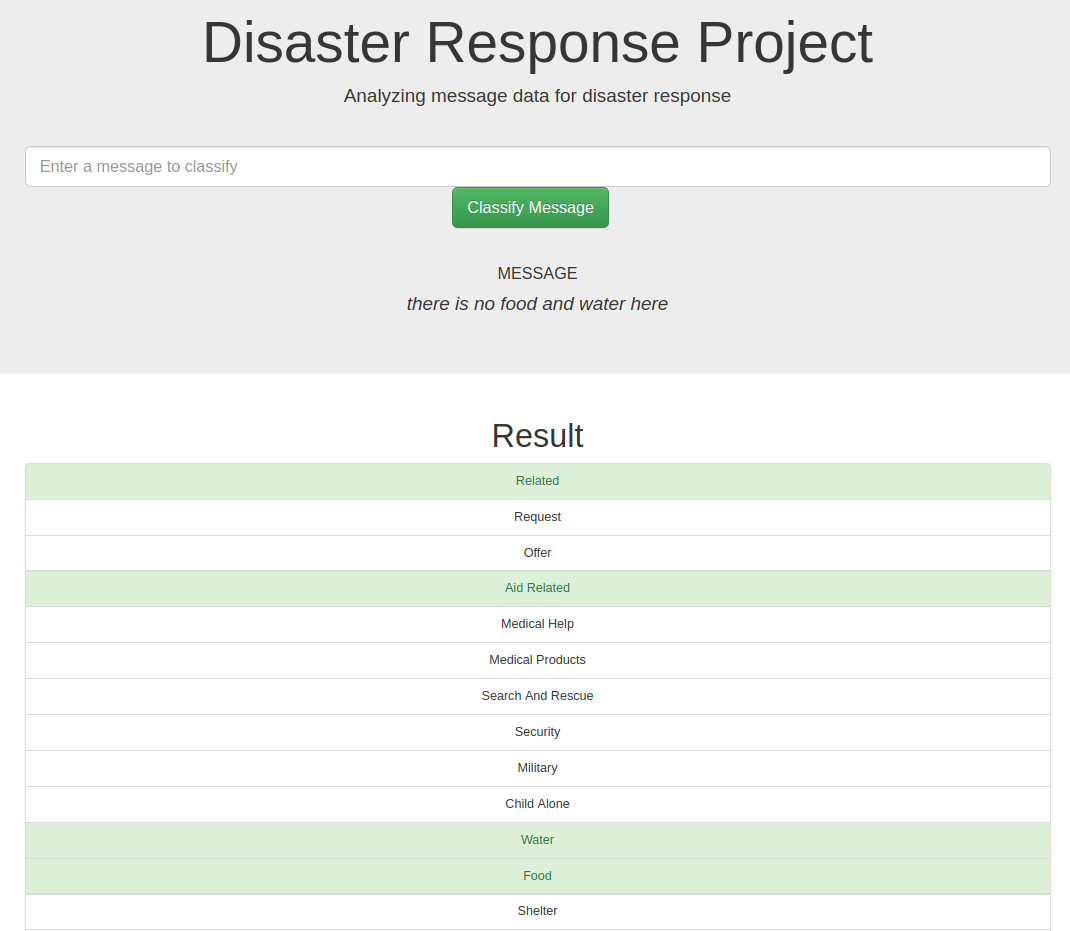 Disaster Response Project
Analyzing message data for disaster response
Enter a message to classify
Classify Message
MESSAGE
there is no food and water here
Result
Related
Request
Offer
Aid Related
Medical Help
Medical Products
Search And Rescue
Security
Military
Child Alone
Water
Food
Shelter